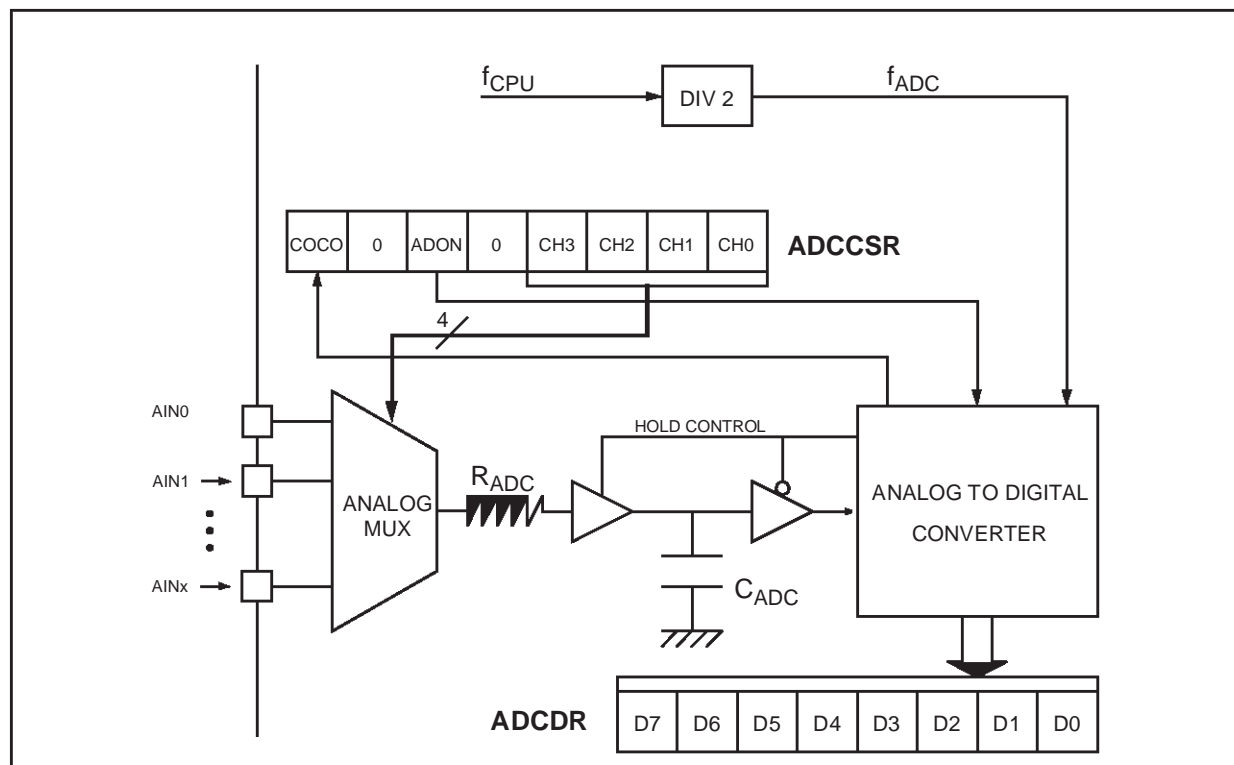 fCPU
DIV 2
fADC
COCO 0 ADON 0 CH3 CH2 CH1 CH0
ADCCSR
4
AIN0
HOLD CONTROL
AIN1
RADC
ANALOG
MUX
ANALOG TO DIGITAL
CONVERTER
AINx
CADC
ADCDR
D7 D6 D5 D4 D3 D2 D1 D0